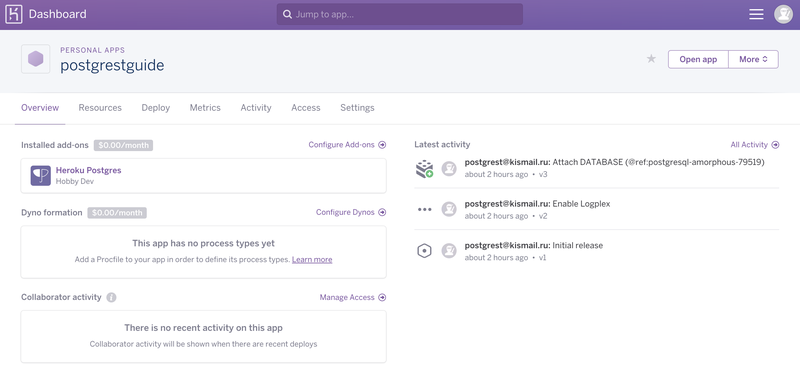 Dashboard
Jump to app...
PERSONAL APPS
postgrestguide
Open app
More
Overview Resources Deploy Metrics Activity Access Settings
Installed add-ons $0.00/month Configure Add-ons
Heroku Postgres
Hobby Dev
Dyno formation $0.00/month Configure Dynos
This app has no process types yet
Add a Procfile to your app in order to define its process types. Learn more
Collaborator activity Manage Access
There is no recent activity on this app
Collaborator activity will be shown when there are recent deploys
Latest activity All Activity
postgrest@kismail.ru: Attach DATABASE (@ref:postgresql-amorphous-79519)
about 2 hours ago • v3
postgrest@kismail.ru: Enable Logplex
about 2 hours ago • v2
postgrest@kismail.ru: Initial release
about 2 hours ago • v1